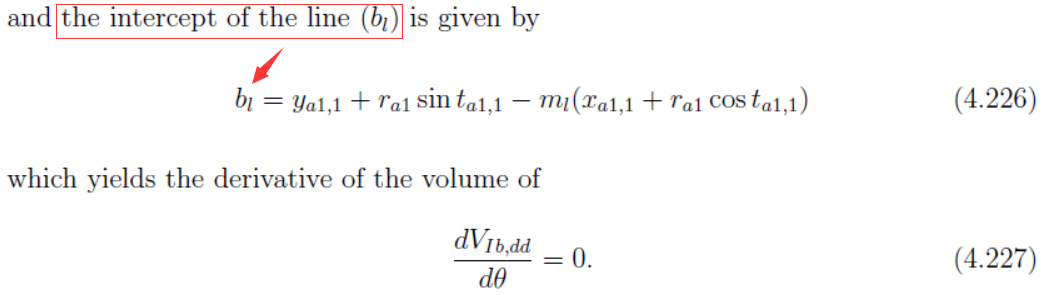 and the intercept of the line (b_l) is given by
b_l = y_{a1,1} + r_{a1} sin t_{a1,1} − m_l(x_{a1,1} + r_{a1} cos t_{a1,1}) (4.226)
which yields the derivative of the volume of
dV_{Ib,dd}/dθ = 0. (4.227)